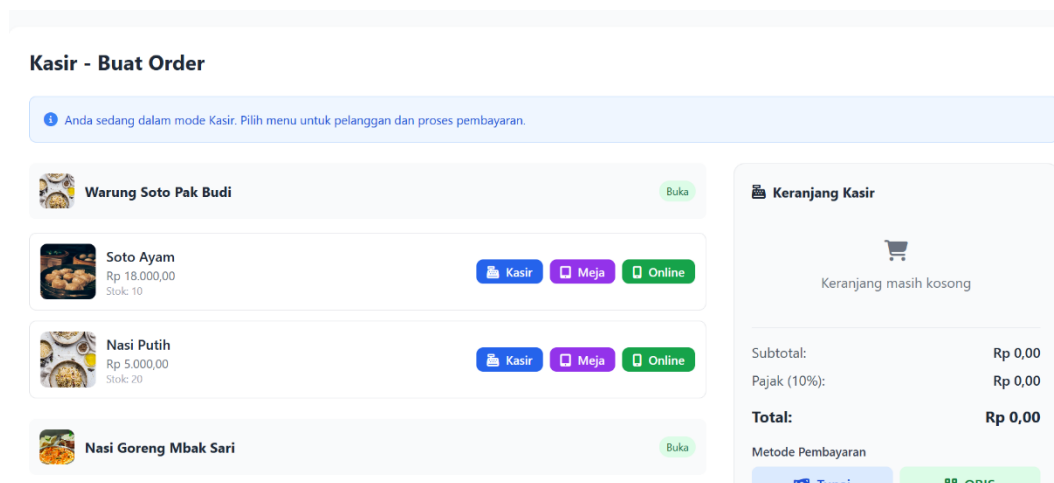 Kasir - Buat Order
Anda sedang dalam mode Kasir. Pilih menu untuk pelanggan dan proses pembayaran.
Warung Soto Pak Budi
Buka
Soto Ayam
Rp 18.000,00
Stok: 10
Kasir
Meja
Online
Nasi Putih
Rp 5.000,00
Stok: 20
Kasir
Meja
Online
Nasi Goreng Mbak Sari
Buka
Keranjang Kasir
Keranjang masih kosong
Subtotal: Rp 0,00
Pajak (10%): Rp 0,00
Total: Rp 0,00
Metode Pembayaran
Tunai
QRIS